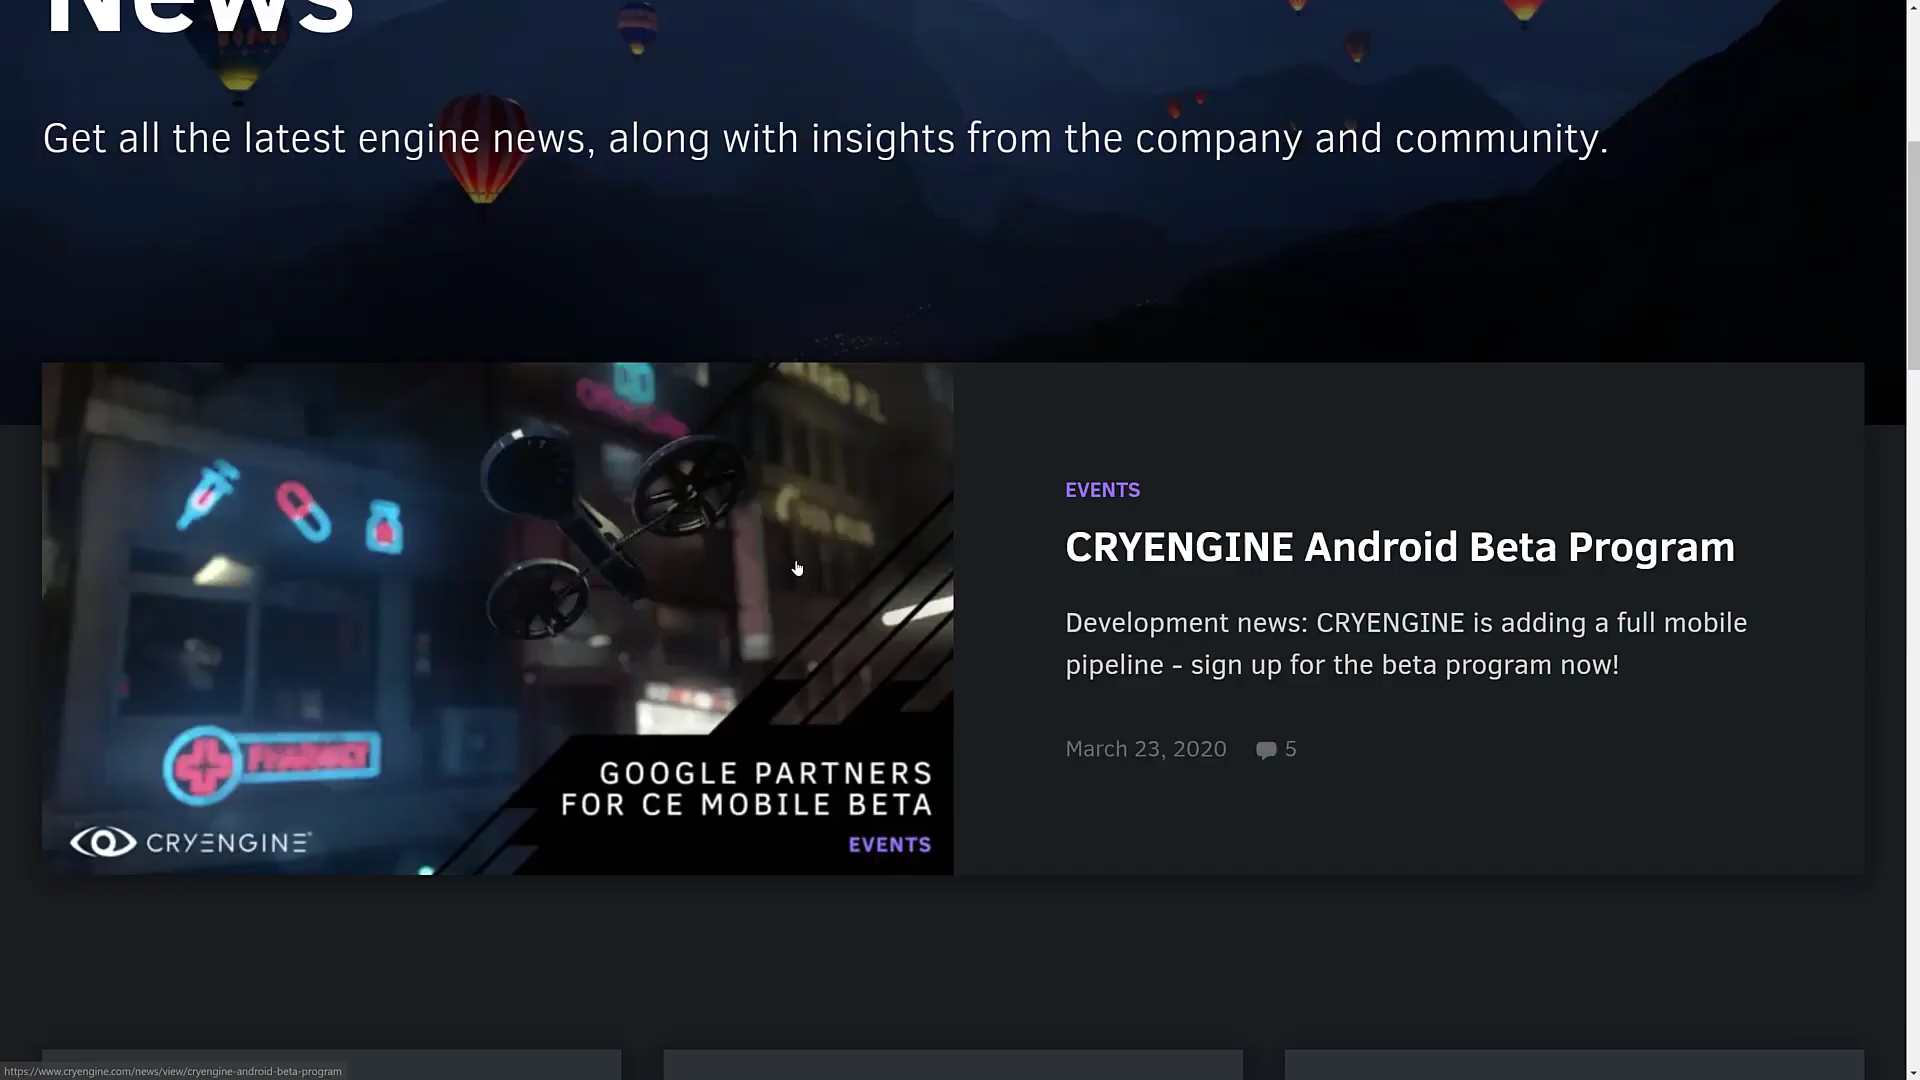 News
Get all the latest engine news, along with insights from the company and community.
EVENTS
CRYENGINE Android Beta Program
Development news: CRYENGINE is adding a full mobile
pipeline - sign up for the beta program now!
March 23, 2020 5
PHARMACY
GOOGLE PARTNERS
FOR CE MOBILE BETA
EVENTS
CRYENGINE®
https://www.cryengine.com/news/view/cryengine-android-beta-program